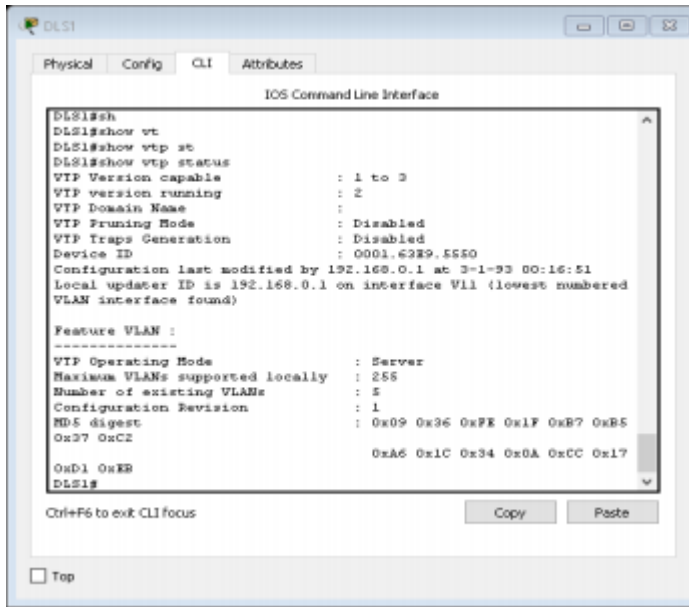 DLS1
Physical Config CLI Attributes
IOS Command Line Interface
DLS1#sh
DLS1#show vt
DLS1#show vtp st
DLS1#show vtp status
VTP Version capable : 1 to 3
VTP version running : 2
VTP Domain Name :
VTP Pruning Mode : Disabled
VTP Traps Generation : Disabled
Device ID : 0001.63E9.5550
Configuration last modified by 192.168.0.1 at 3-1-93 00:16:51
Local updater ID is 192.168.0.1 on interface Vl1 (lowest numbered
VLAN interface found)
Feature VLAN :
--------------
VTP Operating Mode : Server
Maximum VLANs supported locally : 255
Number of existing VLANs : 5
Configuration Revision : 1
MD5 digest : 0x09 0x36 0xFE 0x1F 0xB7 0xB5
0x37 0xC2
0xA6 0x1C 0x34 0x0A 0xCC 0x17
0xD1 0xEB
DLS1#
Ctrl+F6 to exit CLI focus
Copy Paste
Top